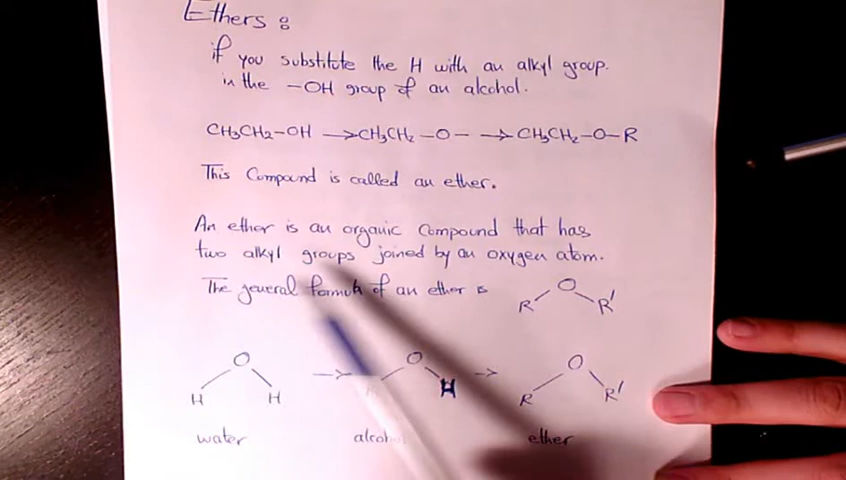 Ethers :
if you substitute the H with an alkyl group.
in the -OH group of an alcohol.
CH3CH2-OH → CH3CH2-O- → CH3CH2-O-R
This Compound is called an ether.
An ether is an organic Compound that has
two alkyl groups joined by an oxygen atom.
The general formula of an ether is
O
R R'
O → O → O
H H H R R'
water ether